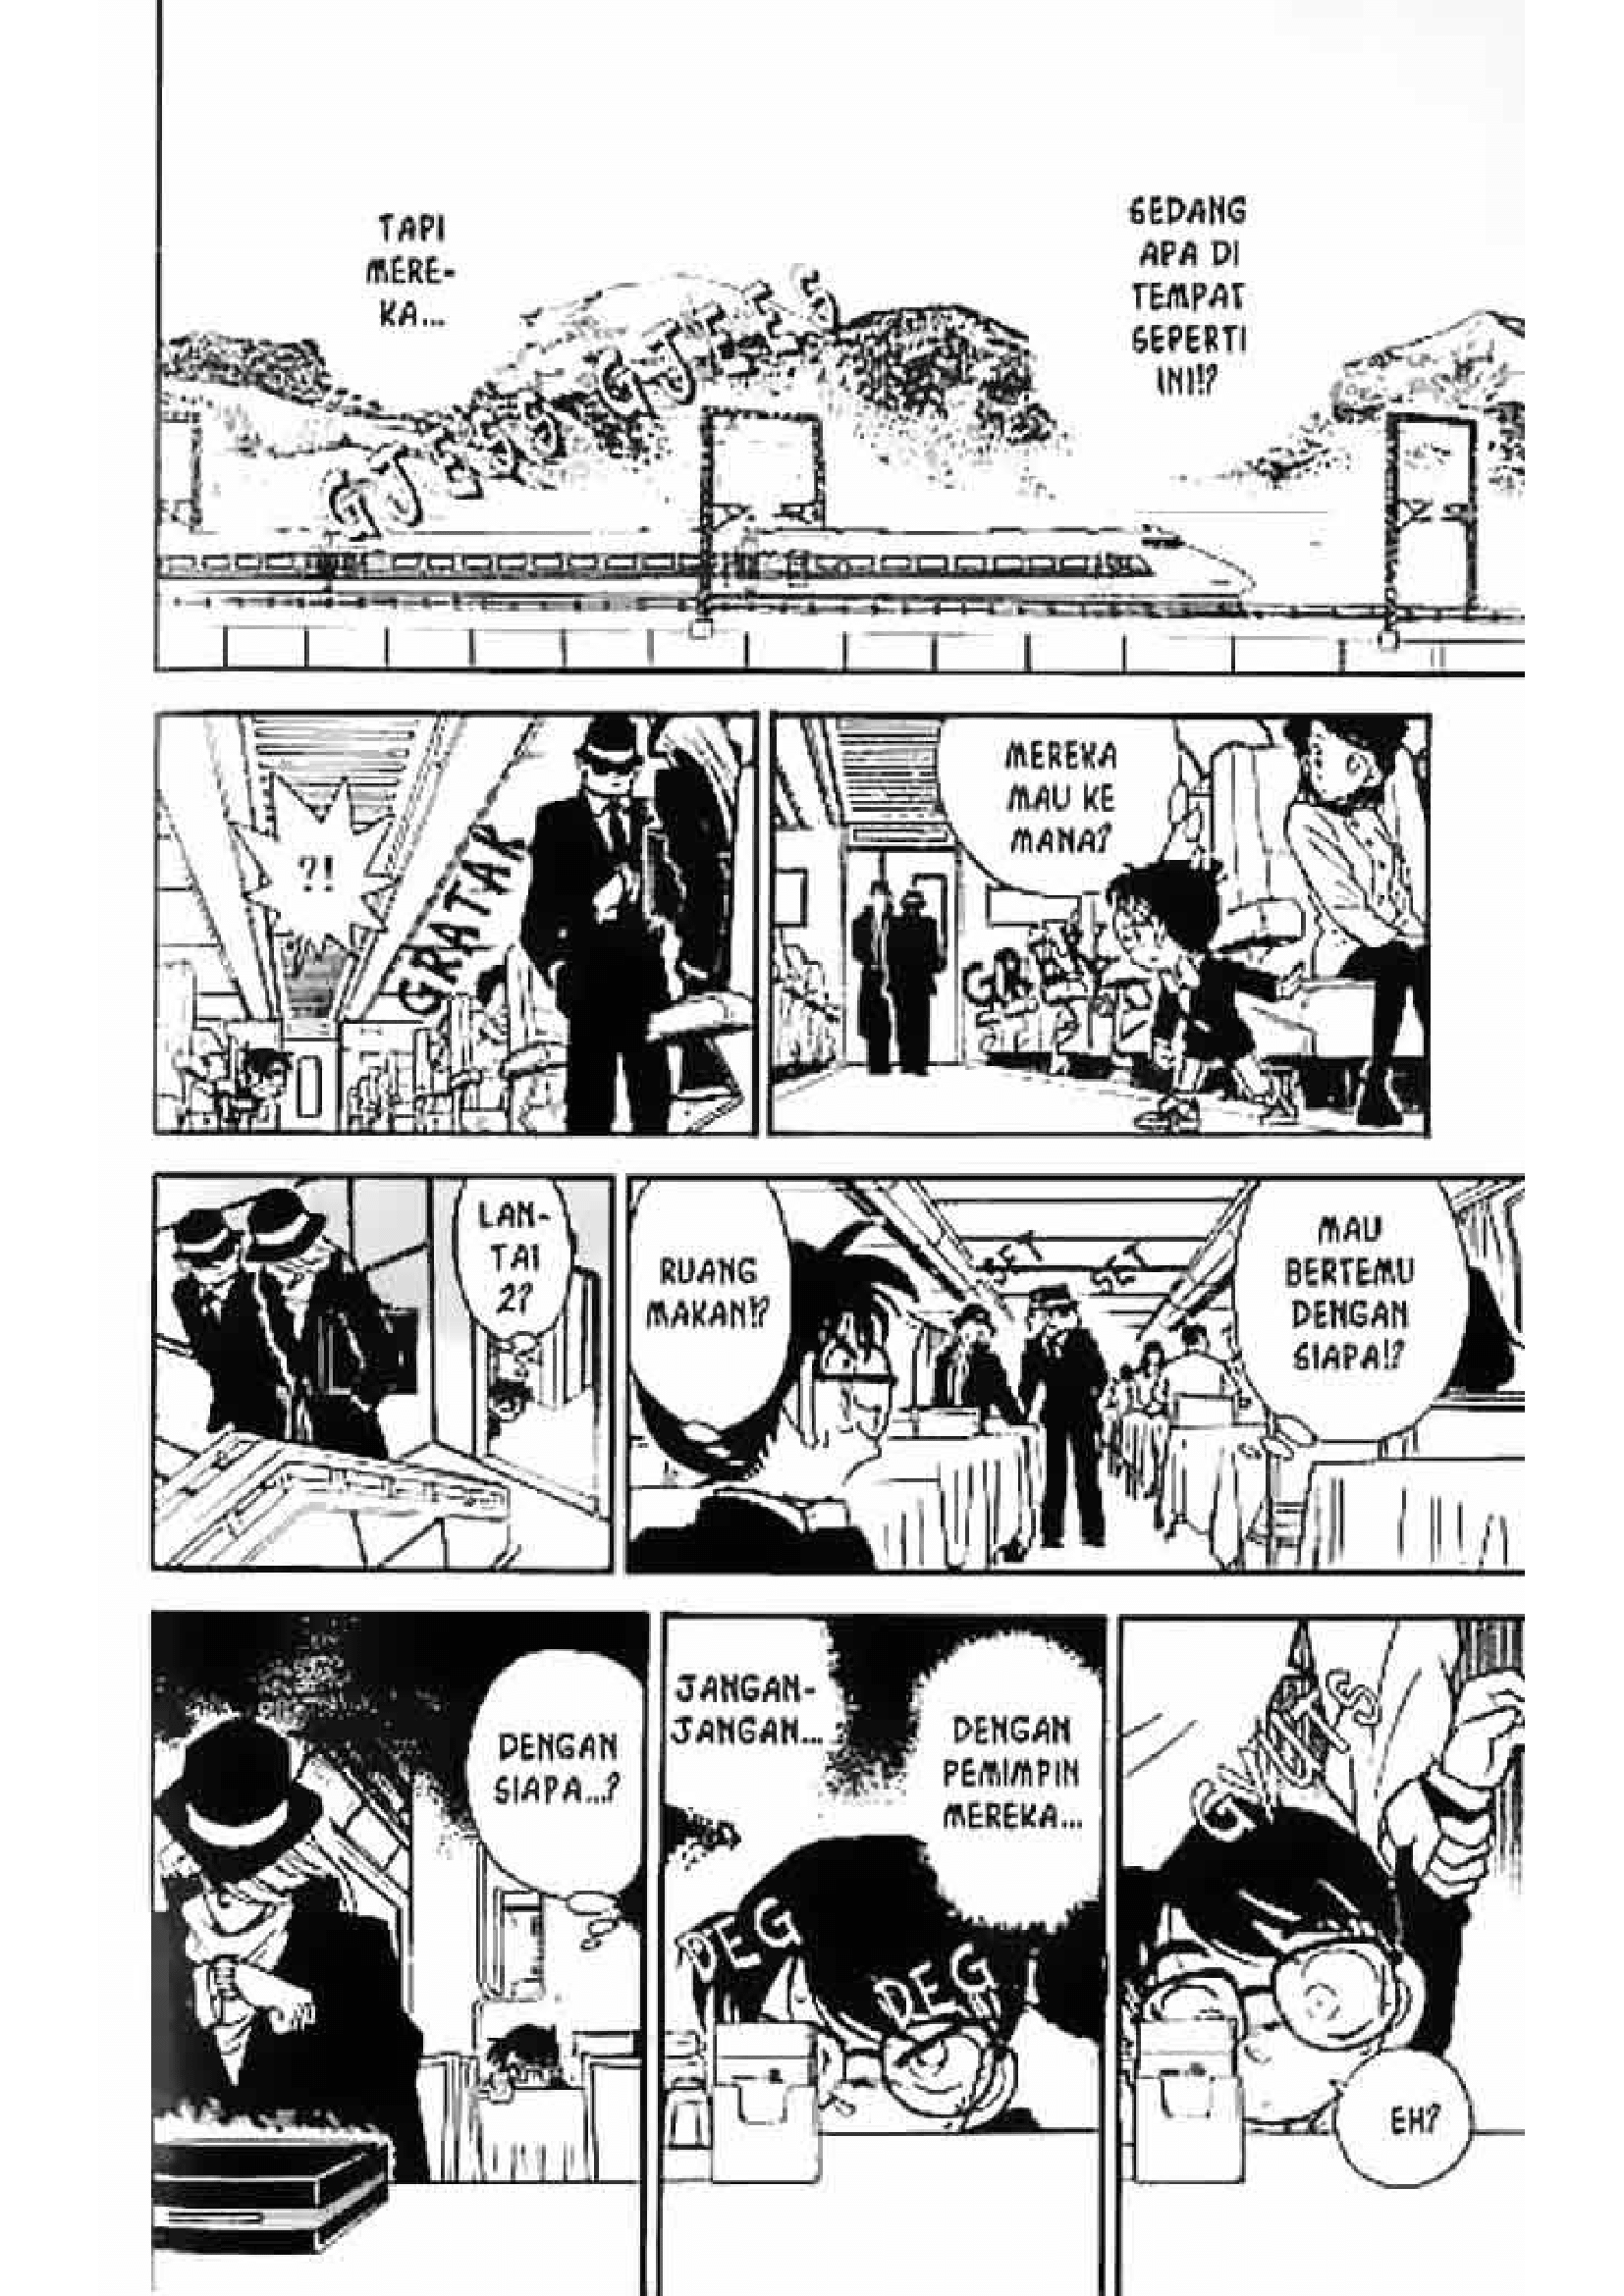 SEDANG
APA DI
TEMPAT
SEPERTI
INI!?
TAPI
MERE-
KA...
MEREKA
MAU KE
MANA?
?!
GRATAK
MAU
BERTEMU
DENGAN
SIAPA!?
SET
SET
RUANG
MAKAN!?
LAN-
TAI
2?
EH?
DENGAN
PEMIMPIN
MEREKA...
JANGAN-
JANGAN...
DEG
DEG
DENGAN
SIAPA...?